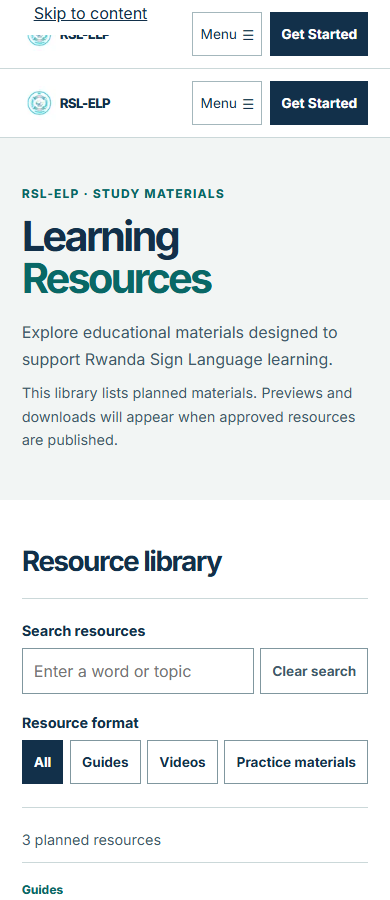 Skip to content
RSL-ELP
Menu ☰
Get Started
RSL-ELP
Menu ☰
Get Started
RSL-ELP · STUDY MATERIALS
Learning
Resources
Explore educational materials designed to
support Rwanda Sign Language learning.
This library lists planned materials. Previews and
downloads will appear when approved resources
are published.
Resource library
Search resources
Enter a word or topic
Clear search
Resource format
All
Guides
Videos
Practice materials
3 planned resources
Guides